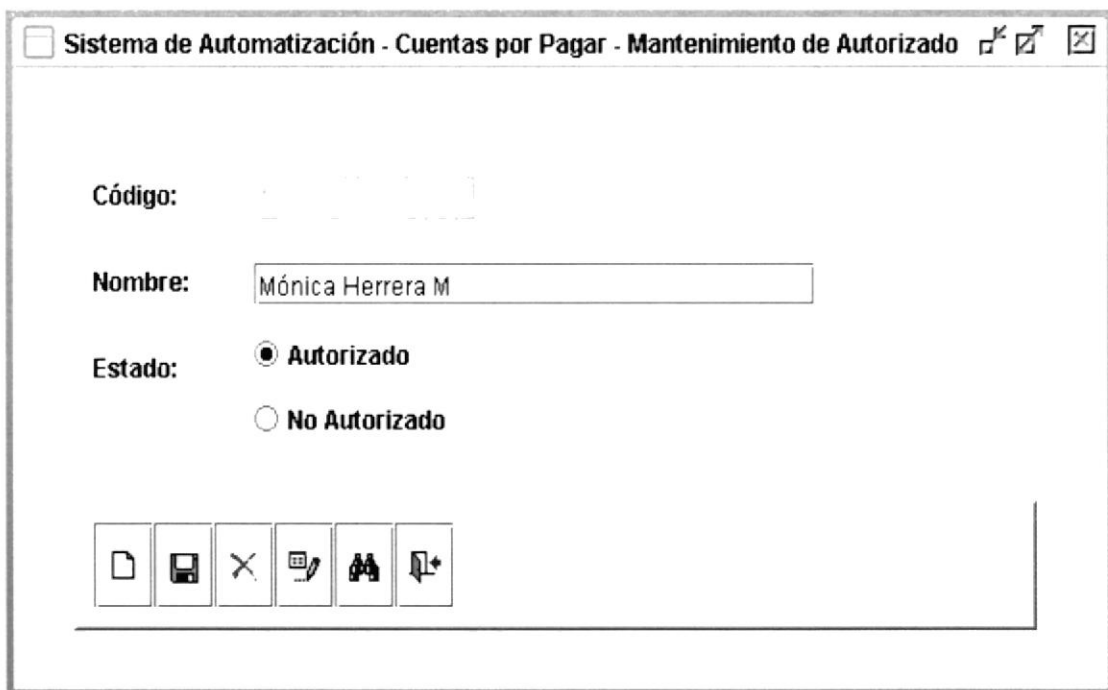 Sistema de Automatización - Cuentas por Pagar - Mantenimiento de Autorizado
Código:
Nombre: Mónica Herrera M
Estado: Autorizado
No Autorizado